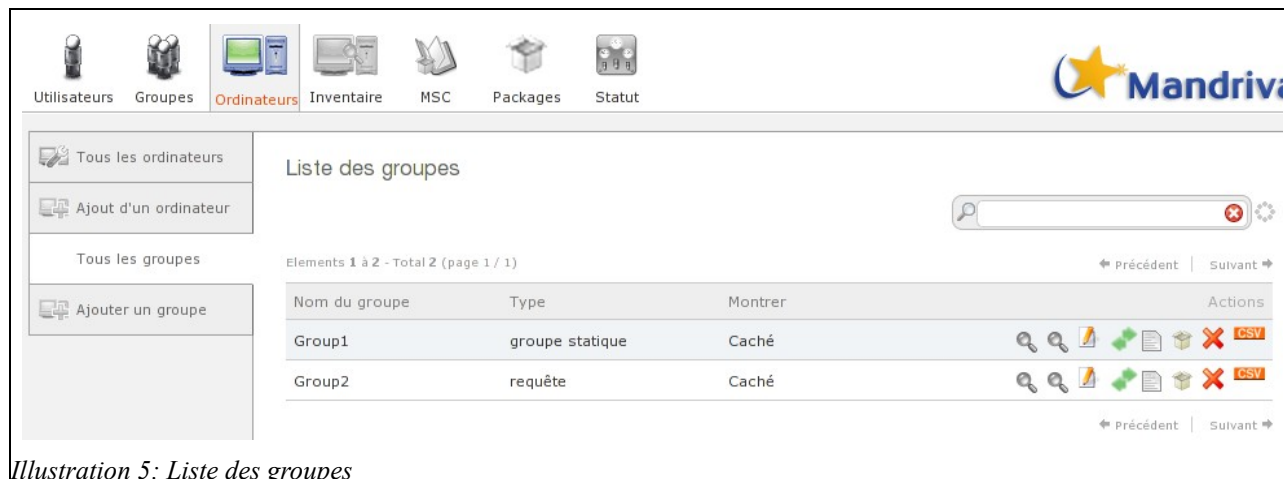 Utilisateurs Groupes Ordinateurs Inventaire MSC Packages Statut
Mandriva
Tous les ordinateurs
Ajout d'un ordinateur
Tous les groupes
Ajouter un groupe
Liste des groupes
Elements 1 à 2 - Total 2 (page 1 / 1) Précédent | Suivant
Nom du groupe Type Montrer Actions
Group1 groupe statique Caché CSV
Group2 requête Caché CSV
Précédent | Suivant
Illustration 5: Liste des groupes